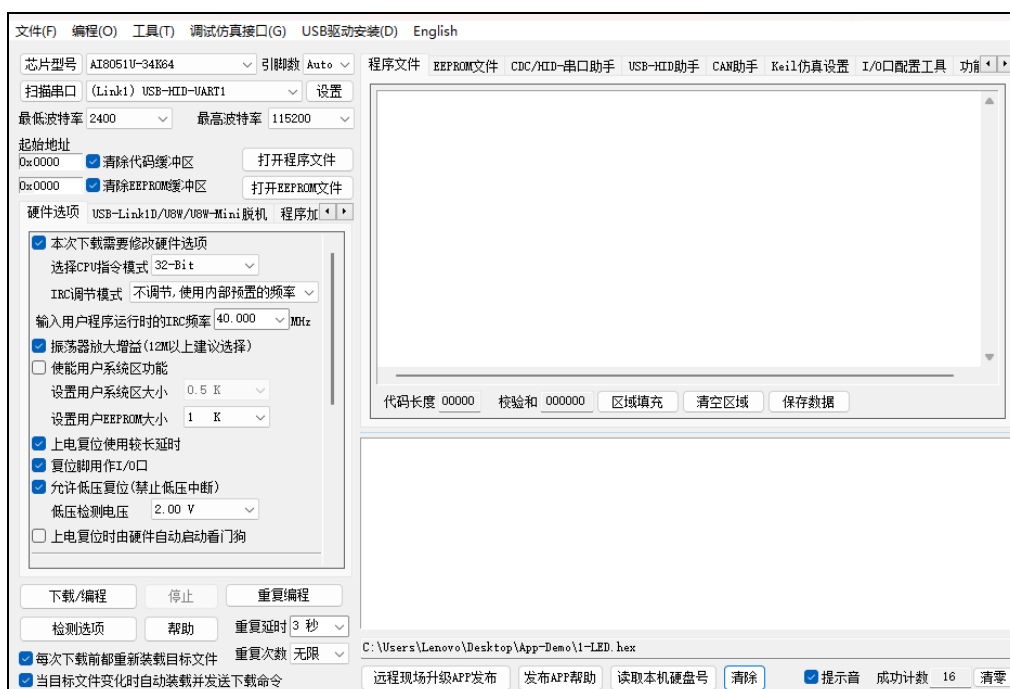 文件(F) 编程(O) 工具(T) 调试仿真接口(G) USB驱动安装(D) English
芯片型号 AI8051U-34K64 引脚数 Auto
扫描串口 (Link1) USB-HID-UART1 设置
最低波特率 2400 最高波特率 115200
起始地址
0x0000 清除代码缓冲区 打开程序文件
0x0000 清除EEPROM缓冲区 打开EEPROM文件
硬件选项 USB-Link1D/U8W/U8W-Mini脱机 程序加
本次下载需要修改硬件选项
选择CPU指令模式 32-Bit
IRC调节模式 不调节,使用内部预置的频率
输入用户程序运行时的IRC频率 40.000 MHz
振荡器放大增益(12M以上建议选择)
使能用户系统区功能
设置用户系统区大小 0.5 K
设置用户EEPROM大小 1 K
上电复位使用较长延时
复位脚用作I/O口
允许低压复位(禁止低压中断)
低压检测电压 2.00 V
上电复位时由硬件自动启动看门狗
下载/编程 停止 重复编程
检测选项 帮助 重复延时 3 秒
每次下载前都重新装载目标文件 重复次数 无限
当目标文件变化时自动装载并发送下载命令
程序文件 EEPROM文件 CDC/HID-串口助手 USB-HID助手 CAN助手 Keil仿真设置 I/O口配置工具
代码长度 00000 校验和 000000 区域填充 清空区域 保存数据
C:\Users\Lenovo\Desktop\App-Demo\1-LED.hex
远程现场升级APP发布 发布APP帮助 读取本机硬盘号 清除 提示音 成功计数 16 清零